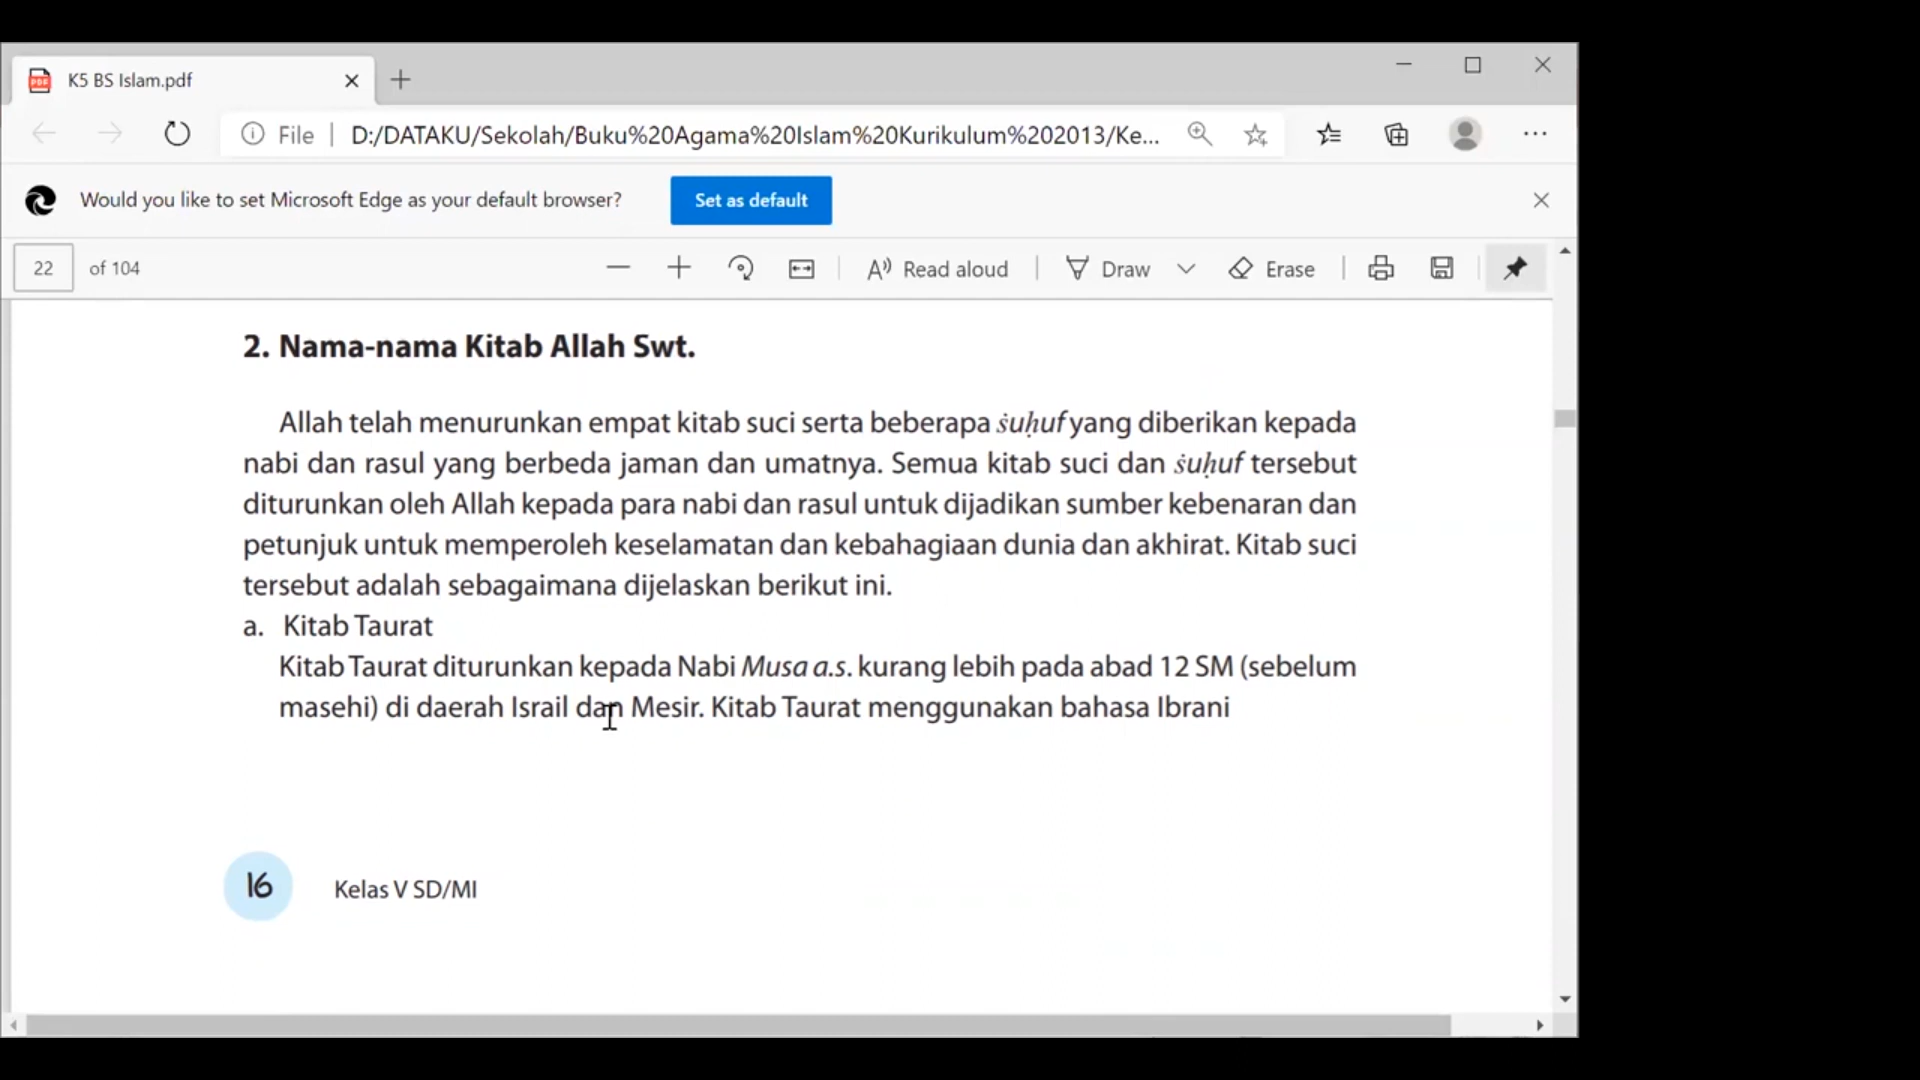 K5 BS Islam.pdf
File | D:/DATAKU/Sekolah/Buku%20Agama%20Islam%20Kurikulum%202013/Ke...
Would you like to set Microsoft Edge as your default browser? Set as default
22 of 104 Read aloud Draw Erase
2. Nama-nama Kitab Allah Swt.
Allah telah menurunkan empat kitab suci serta beberapa ṡuḥuf yang diberikan kepada
nabi dan rasul yang berbeda jaman dan umatnya. Semua kitab suci dan ṡuḥuf tersebut
diturunkan oleh Allah kepada para nabi dan rasul untuk dijadikan sumber kebenaran dan
petunjuk untuk memperoleh keselamatan dan kebahagiaan dunia dan akhirat. Kitab suci
tersebut adalah sebagaimana dijelaskan berikut ini.
a. Kitab Taurat
Kitab Taurat diturunkan kepada Nabi Musa a.s. kurang lebih pada abad 12 SM (sebelum
masehi) di daerah Israil dan Mesir. Kitab Taurat menggunakan bahasa Ibrani
16 Kelas V SD/MI